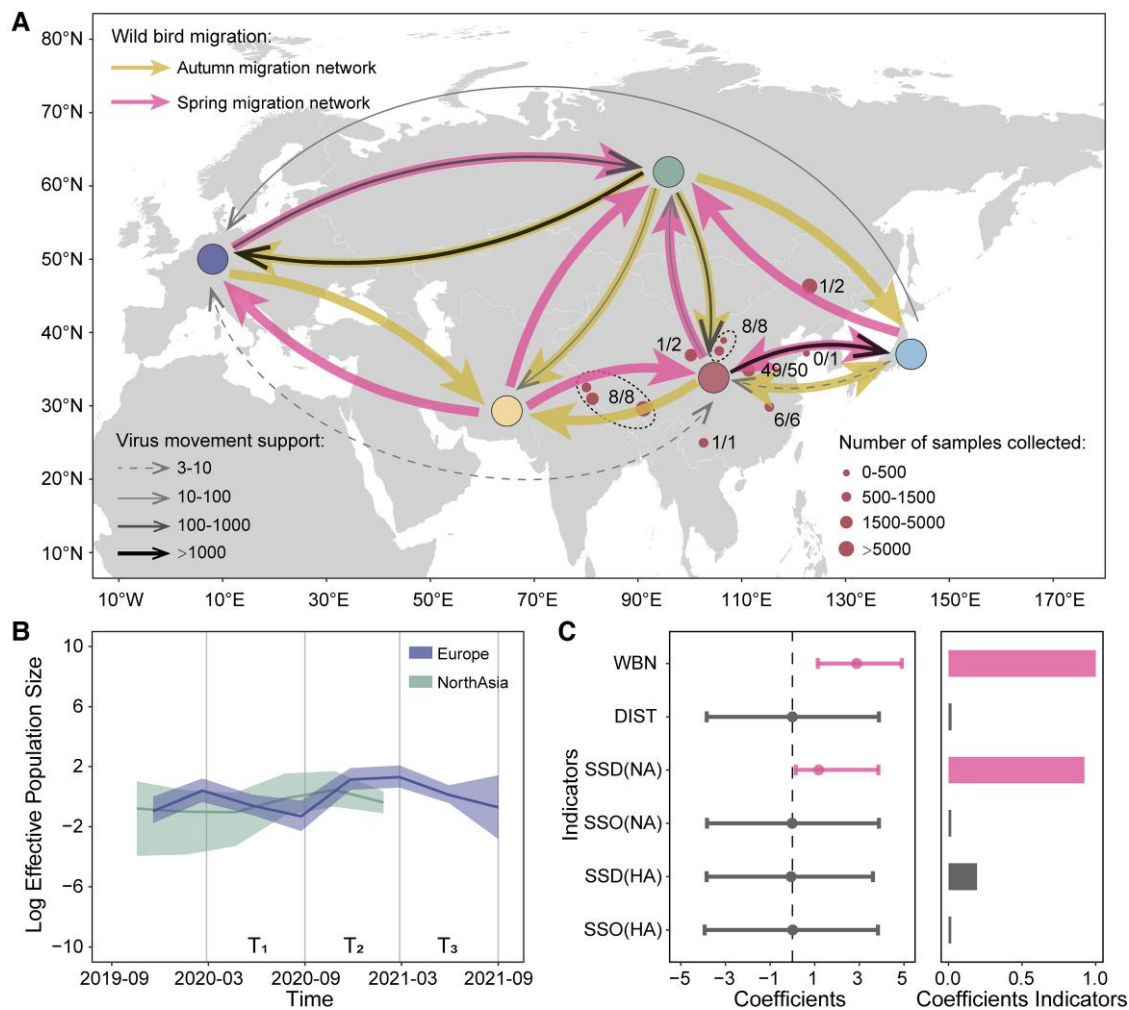 A
80°N
70°N
60°N
50°N
40°N
30°N
20°N
10°N
Wild bird migration:
Autumn migration network
Spring migration network
1/2
8/8
1/2
0/1
49/50
8/8
6/6
1/1
Virus movement support:
3-10
10-100
100-1000
>1000
Number of samples collected:
0-500
500-1500
1500-5000
>5000
10°W
10°E
30°E
50°E
70°E
90°E
110°E
130°E
150°E
170°E
B
Log Effective Population Size
10
6
2
−2
−6
−10
Europe
NorthAsia
T₁
T₂
T₃
2019-09
2020-03
2020-09
2021-03
2021-09
Time
C
Indicators
WBN
DIST
SSD(NA)
SSO(NA)
SSD(HA)
SSO(HA)
−5
−3
−1
1
3
5
Coefficients
0.0
0.5
1.0
Coefficients Indicators